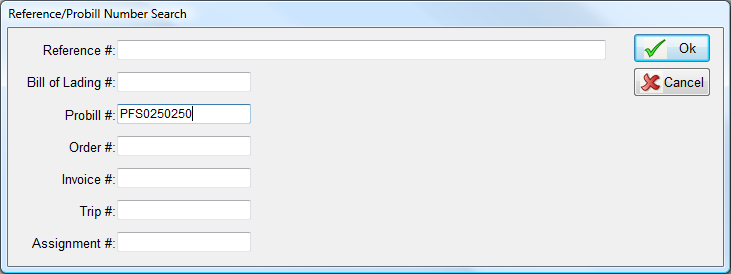 Reference/Probill Number Search
Reference #:
Ok
Bill of Lading #:
Cancel
Probill #: PFS0250250
Order #:
Invoice #:
Trip #:
Assignment #: